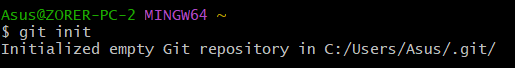 Asus@ZORER-PC-2 MINGW64 ~
$ git init
Initialized empty Git repository in C:/Users/Asus/.git/